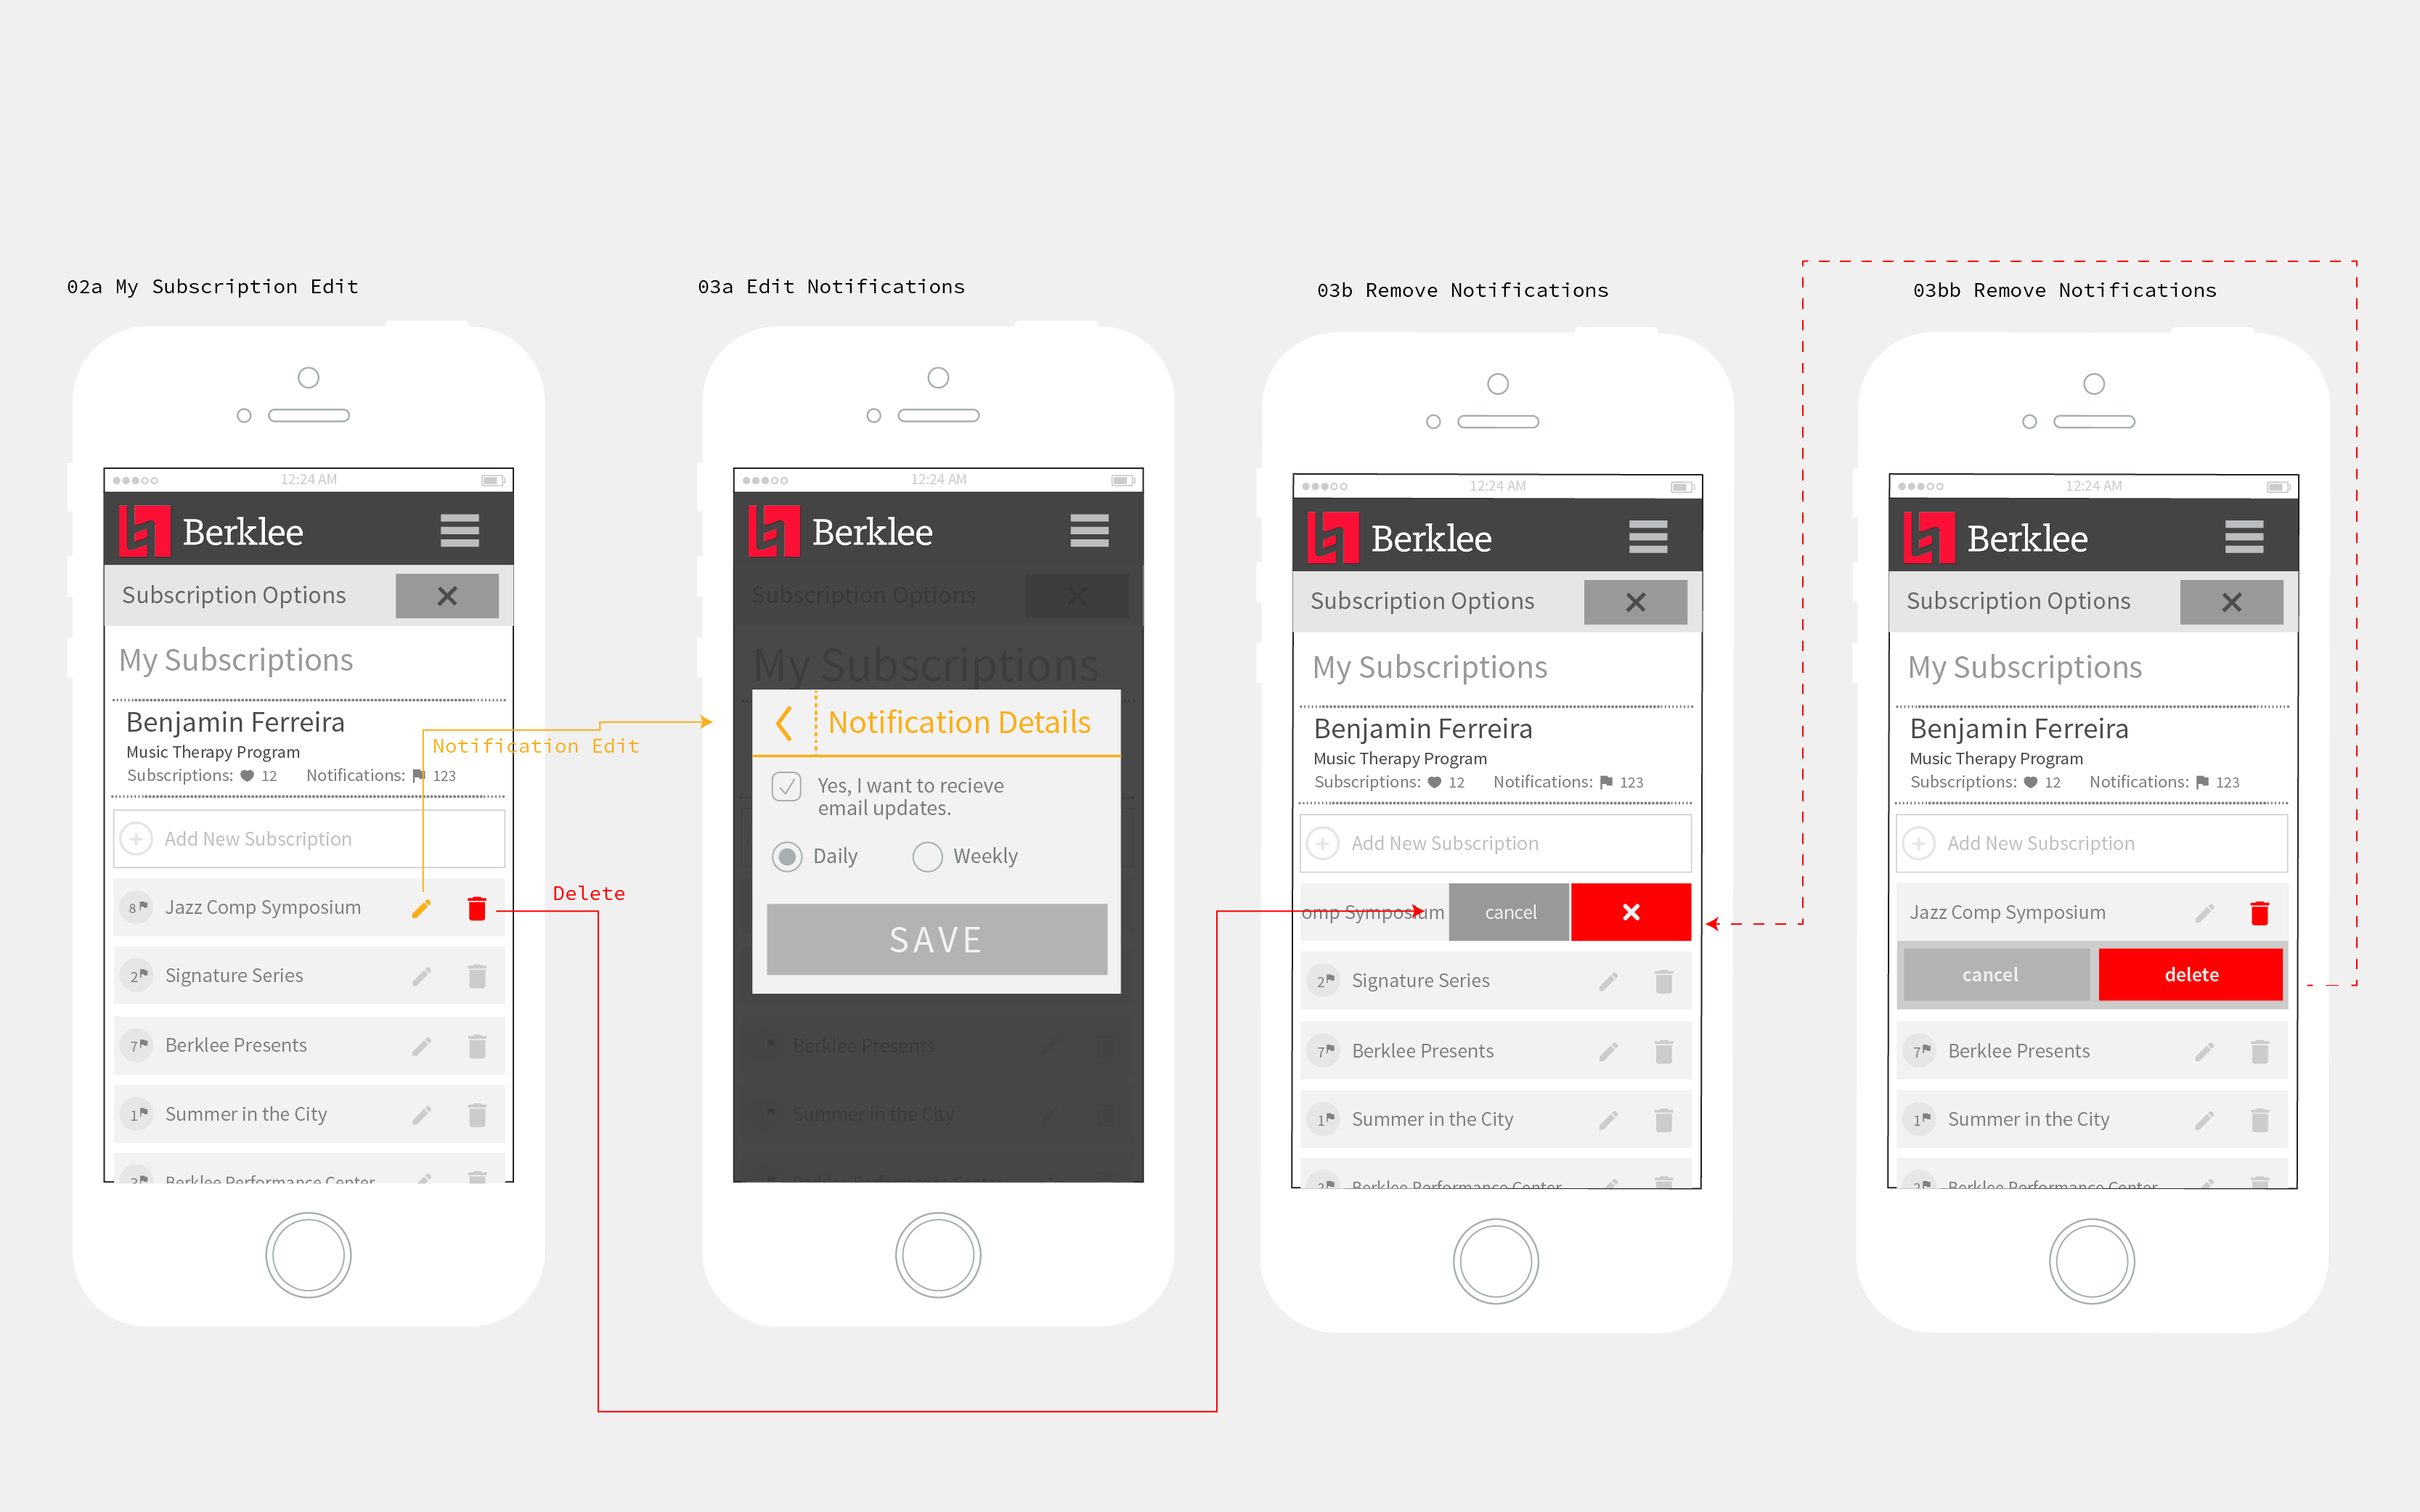 02a My Subscription Edit
12:24 AM
Berklee
Subscription Options
My Subscriptions
Benjamin Ferreira
Music Therapy Program
Subscriptions: 12 Notifications: 123
Add New Subscription
8 Jazz Comp Symposium
2 Signature Series
7 Berklee Presents
1 Summer in the City
Berklee Performance Center
Notification Edit
Delete
03a Edit Notifications
12:24 AM
Berklee
Subscription Options
My Subscriptions
Notification Details
Yes, I want to recieve
email updates.
Daily Weekly
SAVE
Berklee Presents
Summer in the City
03b Remove Notifications
12:24 AM
Berklee
Subscription Options
My Subscriptions
Benjamin Ferreira
Music Therapy Program
Subscriptions: 12 Notifications: 123
Add New Subscription
omp Symposium cancel
2 Signature Series
7 Berklee Presents
1 Summer in the City
Berklee Performance Center
03bb Remove Notifications
12:24 AM
Berklee
Subscription Options
My Subscriptions
Benjamin Ferreira
Music Therapy Program
Subscriptions: 12 Notifications: 123
Add New Subscription
Jazz Comp Symposium
cancel delete
7 Berklee Presents
1 Summer in the City
Berklee Performance Center